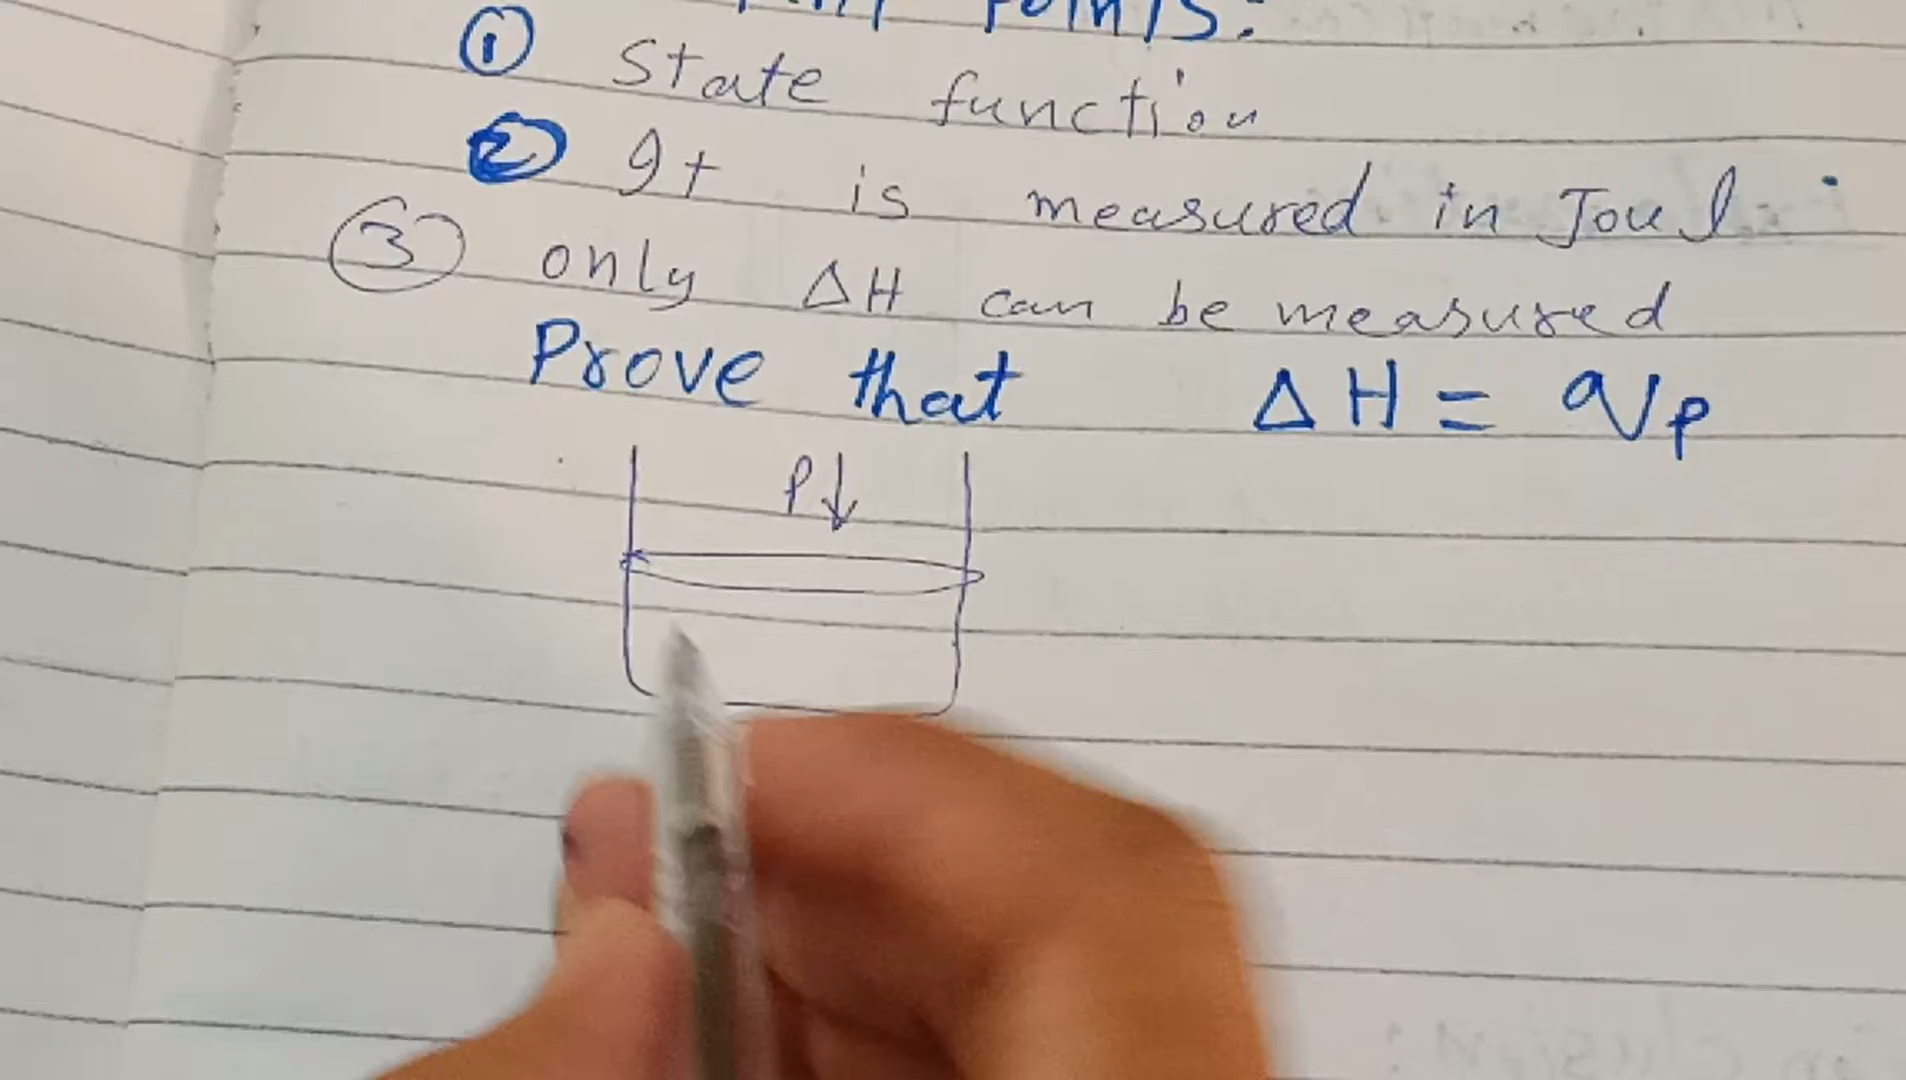 Points:
① State function
② It is measured in Joul
③ only ΔH can be measured
Prove that ΔH = qp
P↓